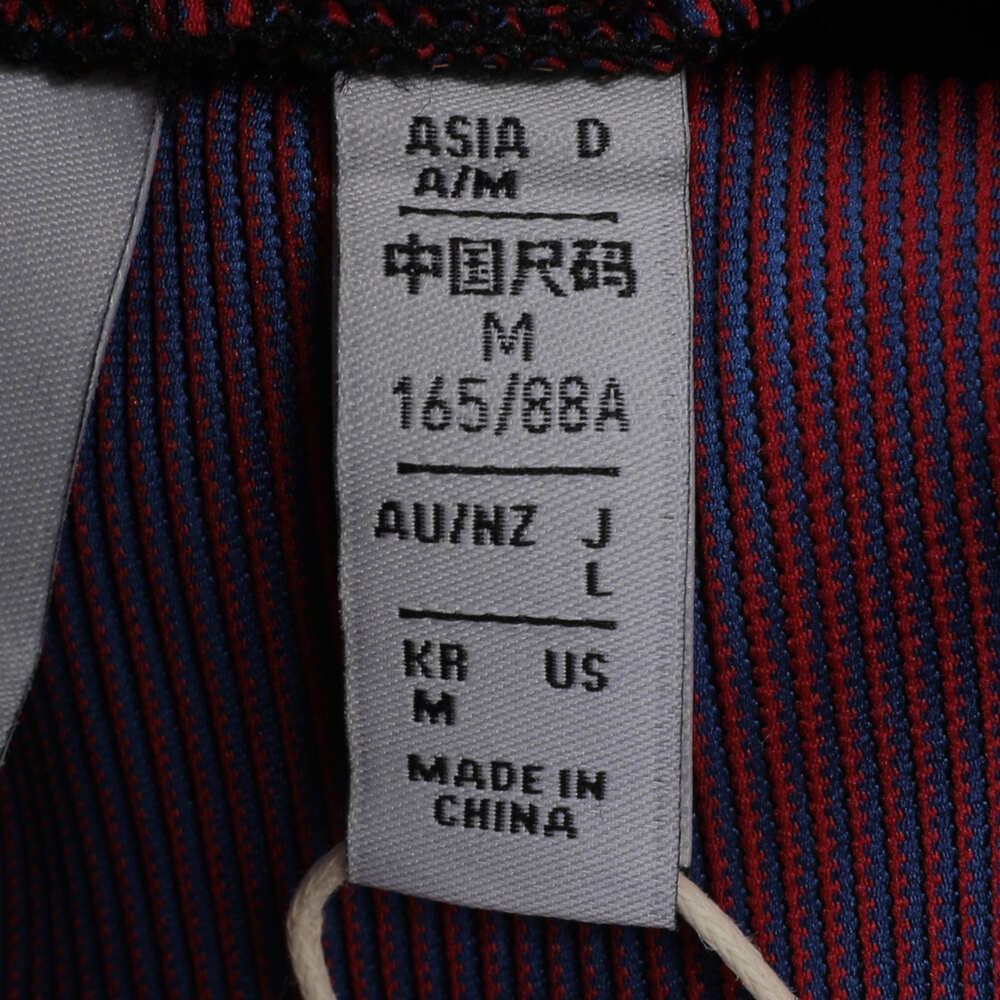 ASIA D
A/M
中国尺码
M
165/88A
AU/NZ J
L
KR US
M
MADE IN
CHINA